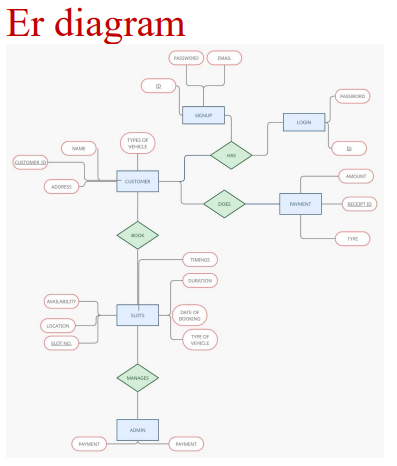 Er diagram
PASSWORD
EMAIL
ID
SIGNUP
PASSWORD
LOGIN
ID
TYPES OF
VEHICLE
NAME
HAS
CUSTOMER ID
CUSTOMER
ADDRESS
AMOUNT
DOES
PAYMENT
RECEIPT ID
TYPE
BOOK
TIMINGS
DURATION
AVAILABILITY
SLOTS
DATE OF
BOOKING
LOCATION
SLOT NO.
TYPE OF
VEHICLE
MANAGES
ADMIN
PAYMENT
PAYMENT